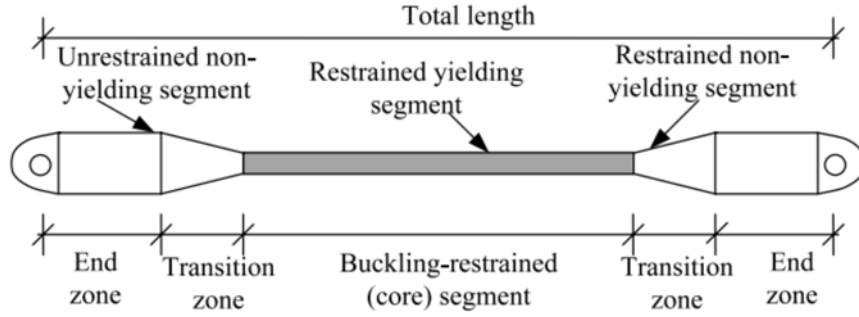 Total length
Unrestrained non-
yielding segment
Restrained yielding
segment
Restrained non-
yielding segment
End
zone
Transition
zone
Buckling-restrained
(core) segment
Transition
zone
End
zone